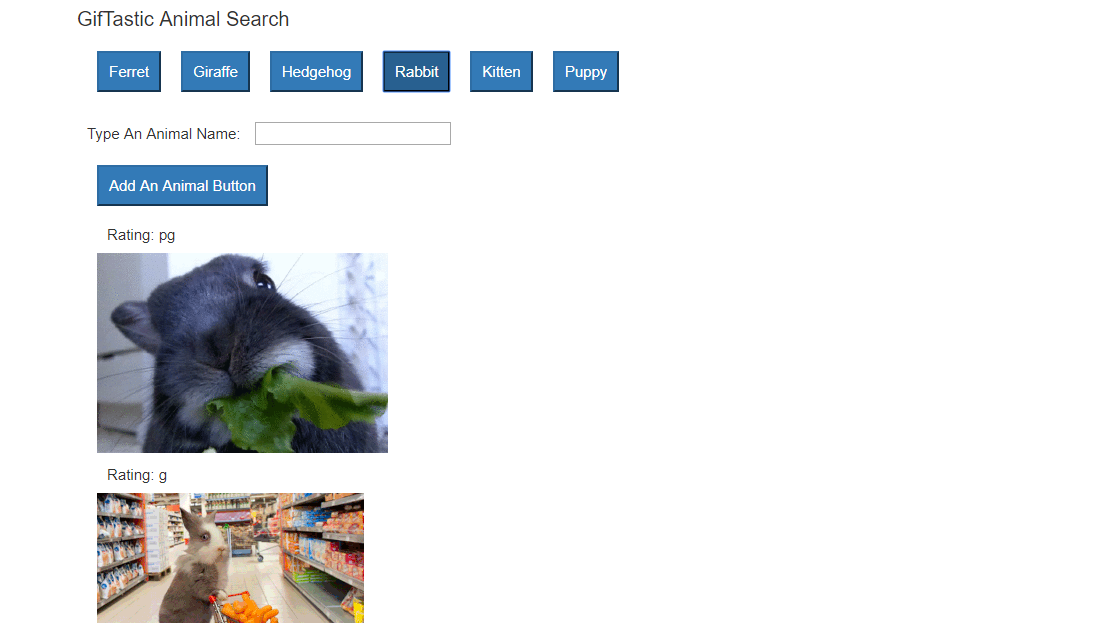 GifTastic Animal Search
Ferret Giraffe Hedgehog Rabbit Kitten Puppy
Type An Animal Name:
Add An Animal Button
Rating: pg
Rating: g